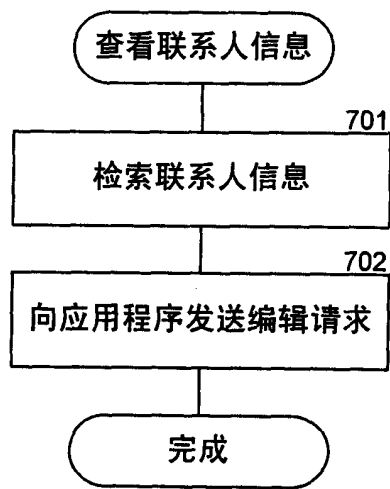 查看联系人信息
701
检索联系人信息
702
向应用程序发送编辑请求
完成